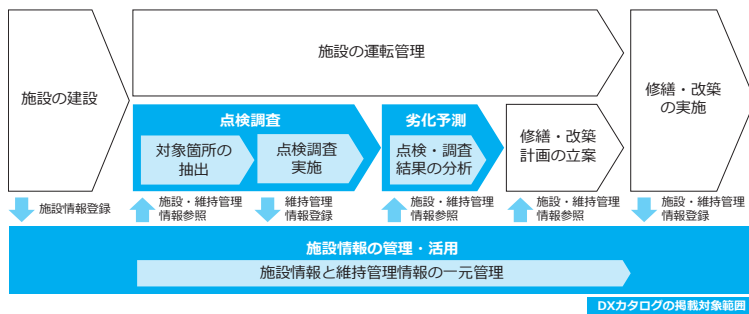 施設の建設
施設の運転管理
修繕・改築
の実施
点検調査
対象箇所の
抽出
点検調査
実施
劣化予測
点検・調査
結果の分析
修繕・改築
計画の立案
施設情報登録
施設・維持管理
情報参照
維持管理
情報登録
施設・維持管理
情報参照
施設・維持管理
情報参照
施設・維持管理
情報登録
施設情報の管理・活用
施設情報と維持管理情報の一元管理
DXカタログの掲載対象範囲